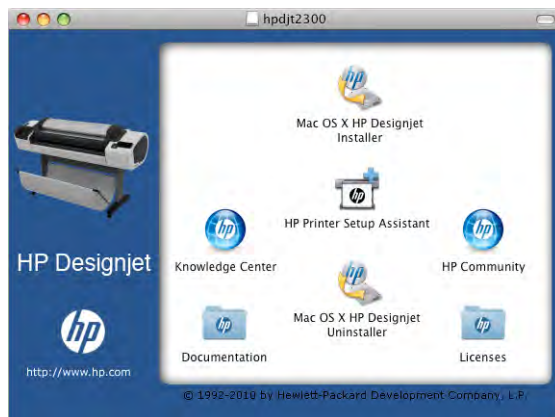 hpdjt2300
Mac OS X HP Designjet
Installer
HP Printer Setup Assistant
Knowledge Center
HP Community
HP Designjet
Mac OS X HP Designjet
Uninstaller
Documentation
Licenses
hp
http://www.hp.com
© 1992-2010 by Hewlett-Packard Development Company, L.P.